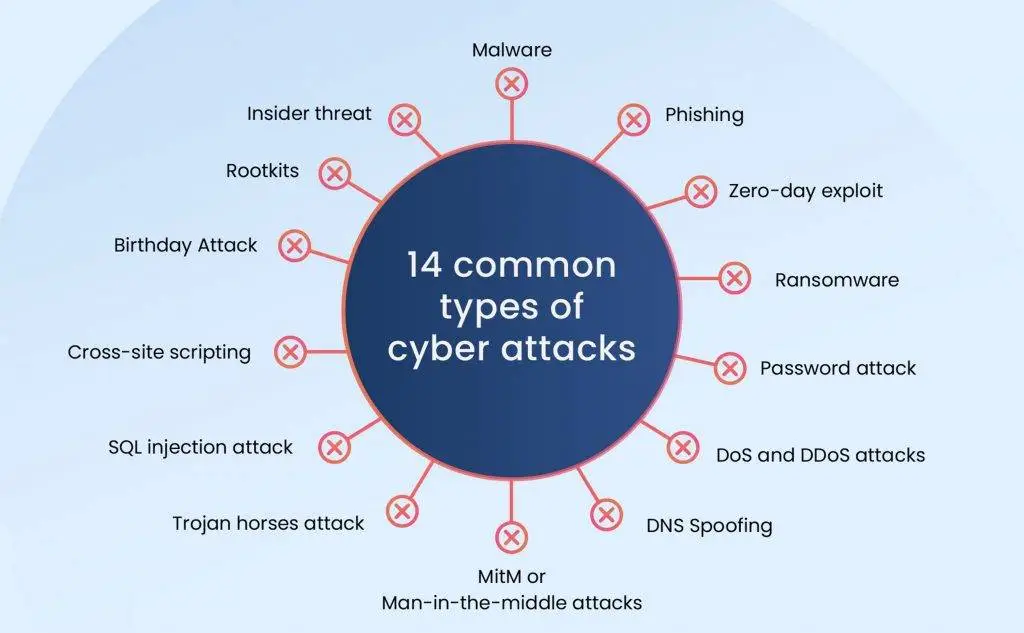 Malware
Phishing
Zero-day exploit
Ransomware
Password attack
DoS and DDoS attacks
DNS Spoofing
MitM or
Man-in-the-middle attacks
Trojan horses attack
SQL injection attack
Cross-site scripting
Birthday Attack
Rootkits
Insider threat
14 common
types of
cyber attacks